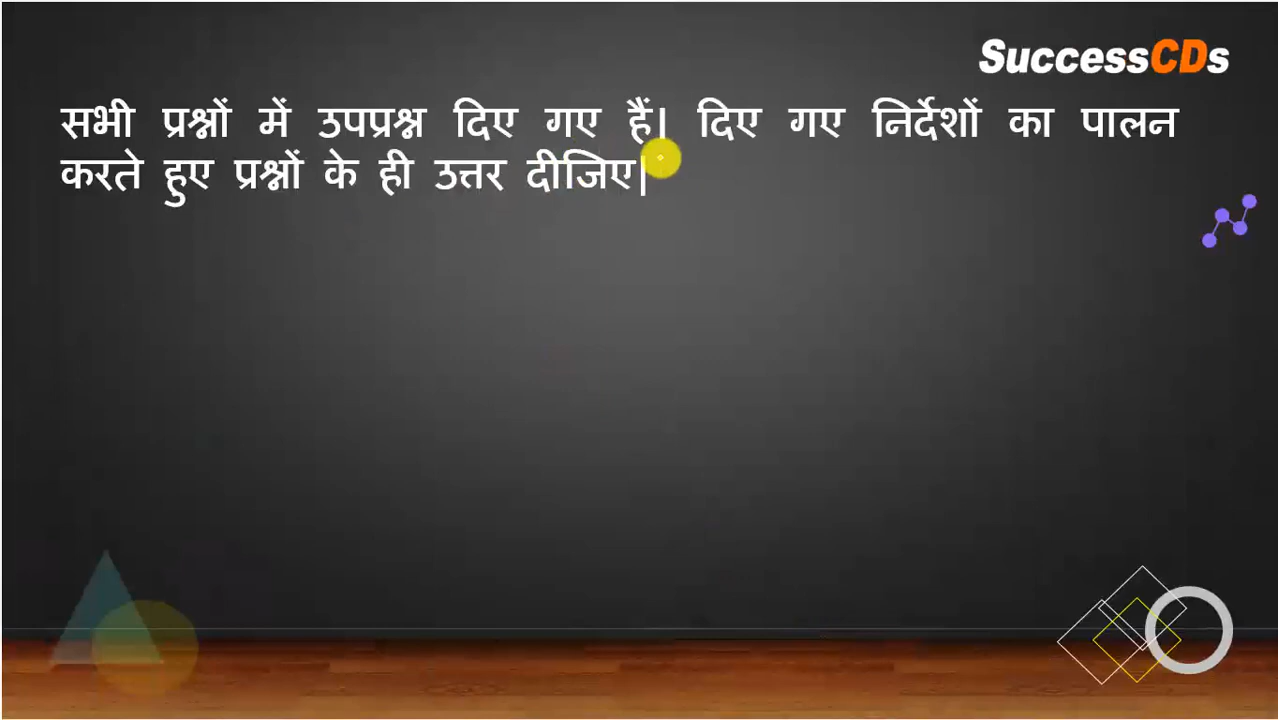 SuccessCDs
सभी प्रश्नों में उपप्रश्न दिए गए हैं। दिए गए निर्देशों का पालन
करते हुए प्रश्नों के ही उत्तर दीजिए।